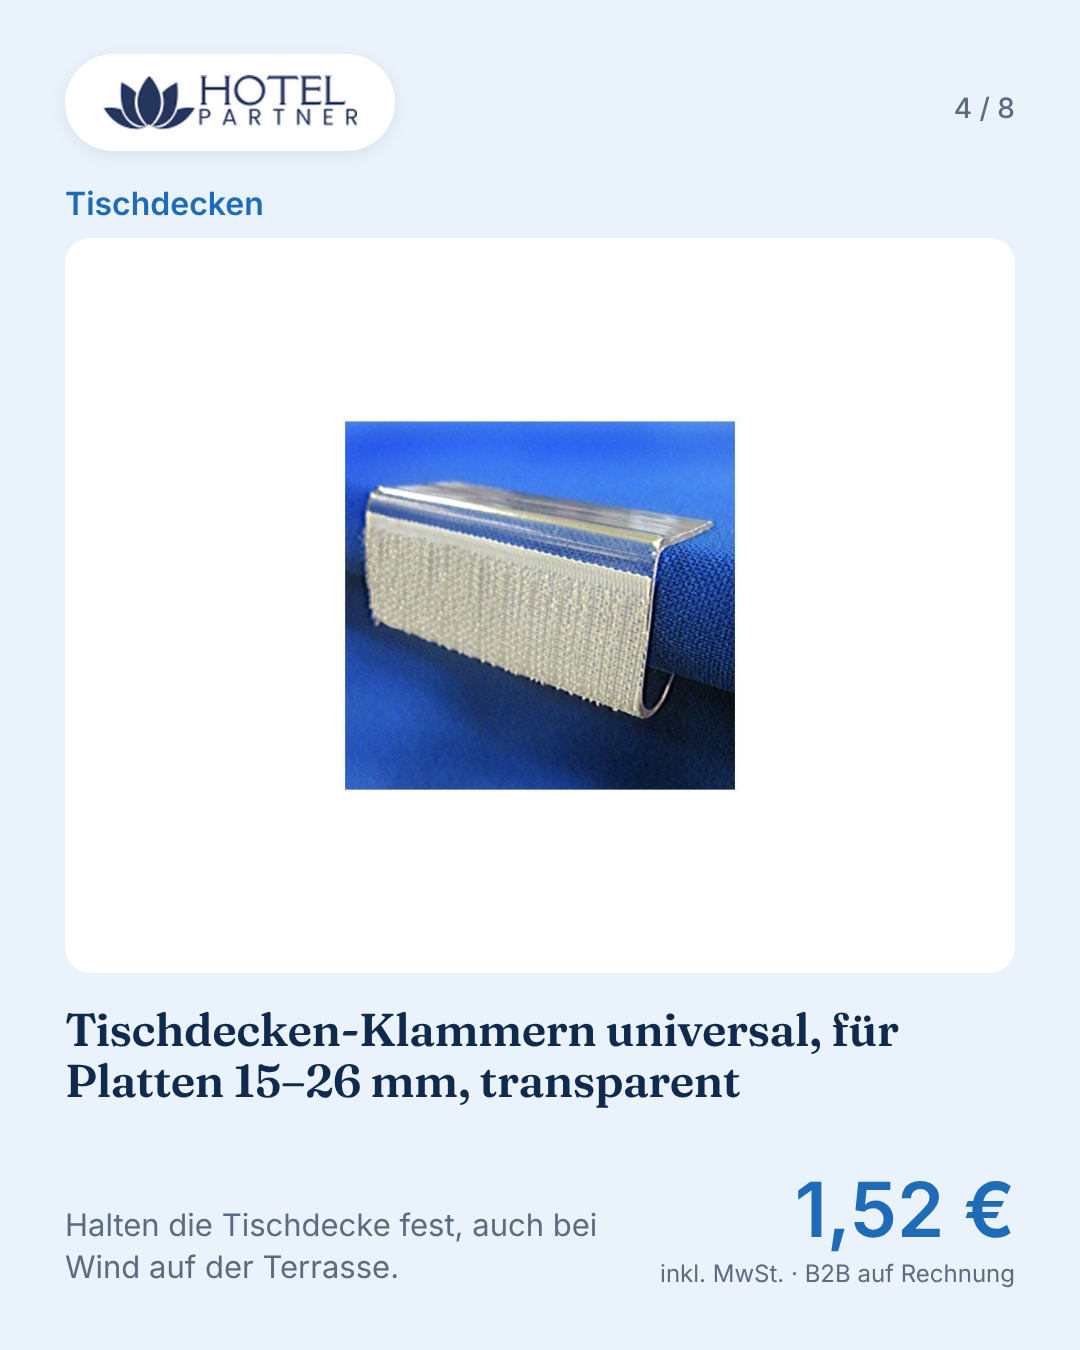 HOTEL
PARTNER
4 / 8
Tischdecken
Tischdecken-Klammern universal, für
Platten 15–26 mm, transparent
Halten die Tischdecke fest, auch bei
Wind auf der Terrasse.
1,52 €
inkl. MwSt. · B2B auf Rechnung